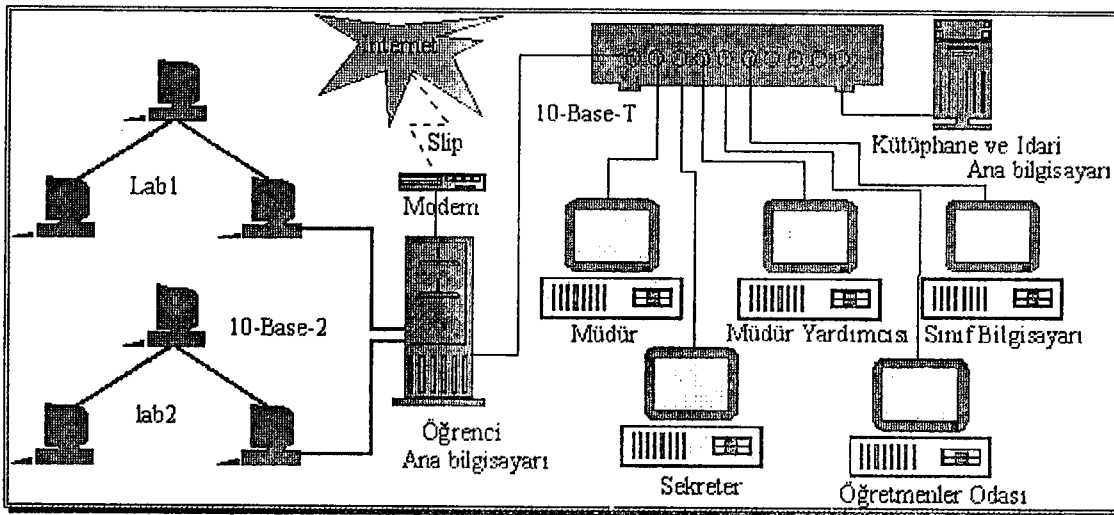 Internet
10-Base-T
Slip
Kütüphane ve Idari
Ana bilgisayarı
Lab1
Modem
10-Base-2
Müdür
Müdür Yardımcısı
Sınıf Bilgisayarı
lab2
Öğrenci
Ana bilgisayarı
Sekreter
Öğretmenler Odası